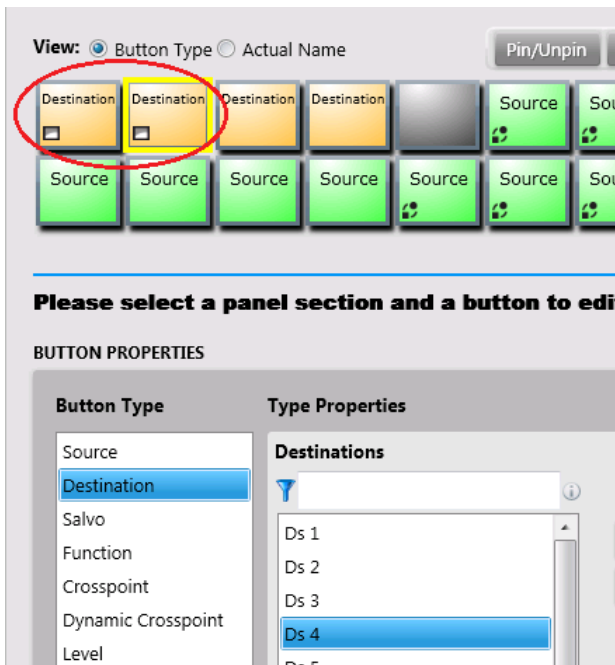 View: Button Type Actual Name Pin/Unpin
Destination Destination Destination Destination Source
Source Source Source Source Source Source
Please select a panel section and a button to edi
BUTTON PROPERTIES
Button Type Type Properties
Source Destinations
Destination
Salvo Ds 1
Function Ds 2
Crosspoint Ds 3
Dynamic Crosspoint Ds 4
Level